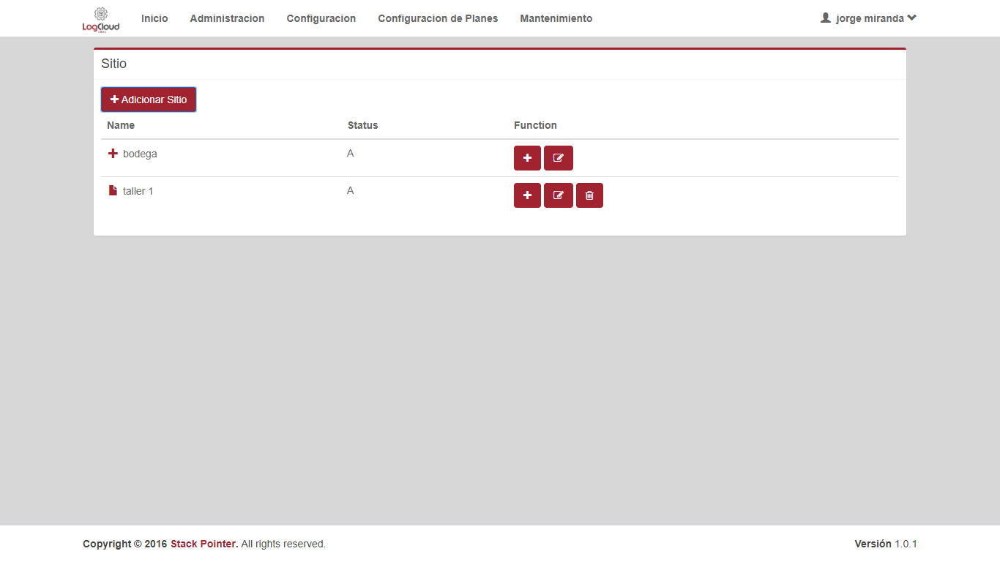 LogCloud
Inicio Administracion Configuracion Configuracion de Planes Mantenimiento jorge miranda
Sitio
Adicionar Sitio
Name Status Function
bodega A
taller 1 A
Copyright © 2016 Stack Pointer. All rights reserved. Versión 1.0.1